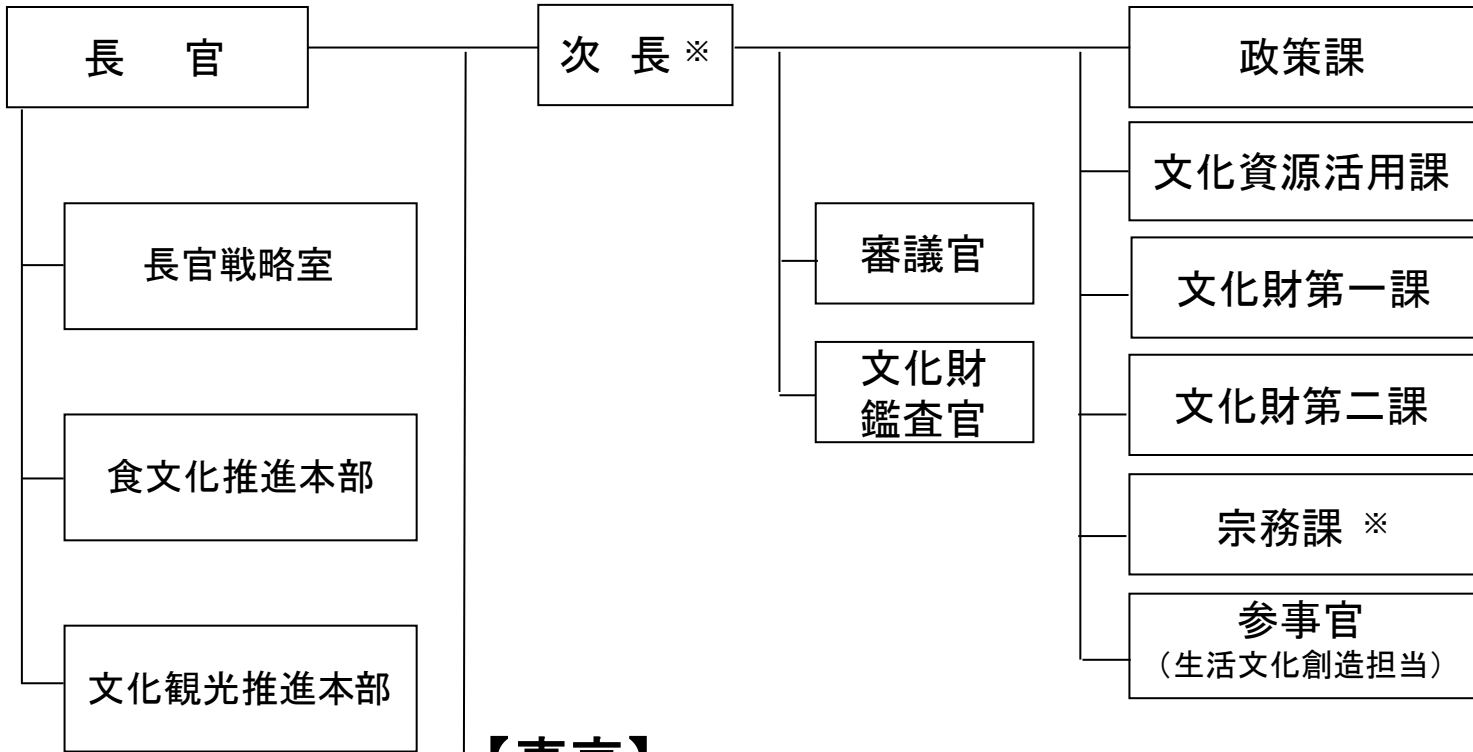 長　官
次 長 ※
政策課
文化資源活用課
長官戦略室
審議官
文化財第一課
文化財
鑑査官
文化財第二課
食文化推進本部
宗務課 ※
参事官
（生活文化創造担当）
文化観光推進本部